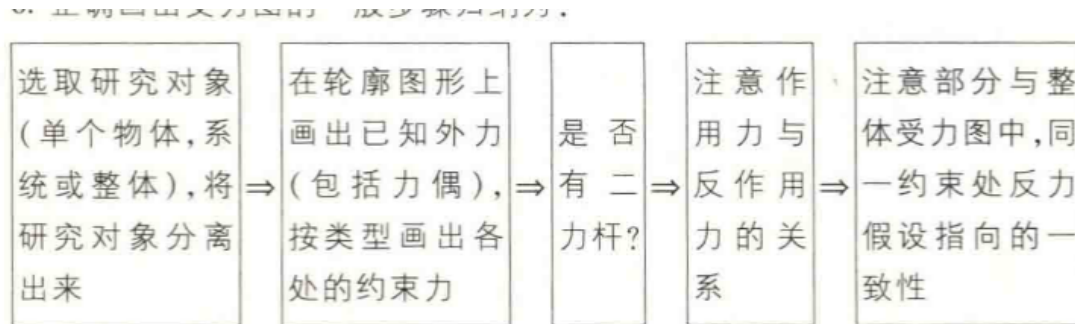 选取研究对象
(单个物体,系
统或整体),将
研究对象分离
出来
⇒
在轮廓图形上
画出已知外力
(包括力偶),
按类型画出各
处的约束力
⇒
是否
有二
力杆?
⇒
注意作
用力与
反作用
力的关
系
⇒
注意部分与整
体受力图中,同
一约束处反力
假设指向的一
致性